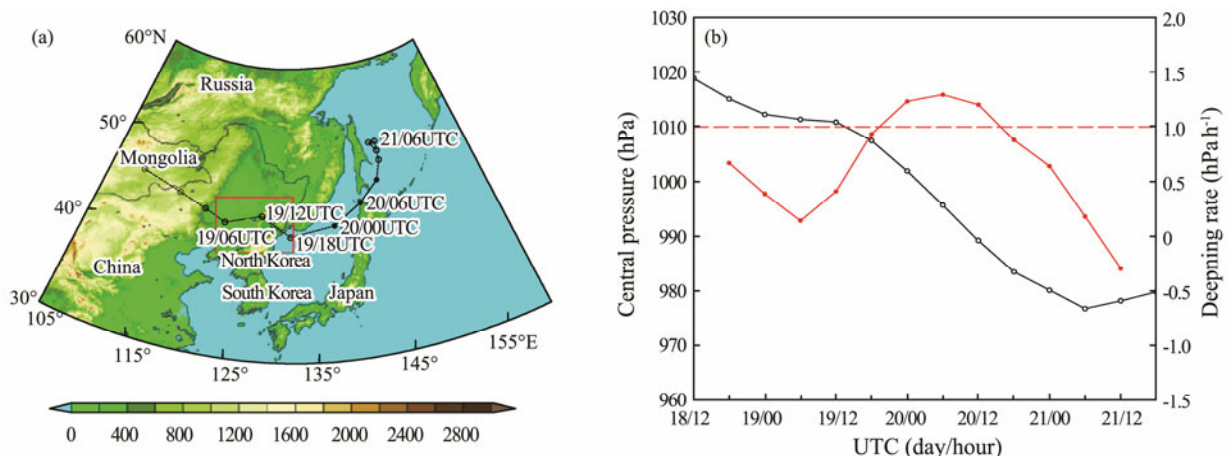 (a)
60°N
50°
40°
30°
105°
115°
125°
135°
145°
155°E
Russia
Mongolia
China
North Korea
South Korea
Japan
21/06UTC
20/06UTC
20/00UTC
19/12UTC
19/18UTC
19/06UTC
0 400 800 1200 1600 2000 2400 2800
(b)
Central pressure (hPa)
1030
1020
1010
1000
990
980
970
960
18/12 19/00 19/12 20/00 20/12 21/00 21/12
UTC (day/hour)
2.0
1.5
1.0
0.5
0
-0.5
-1.0
-1.5
Deepning rate (hPa h⁻¹)